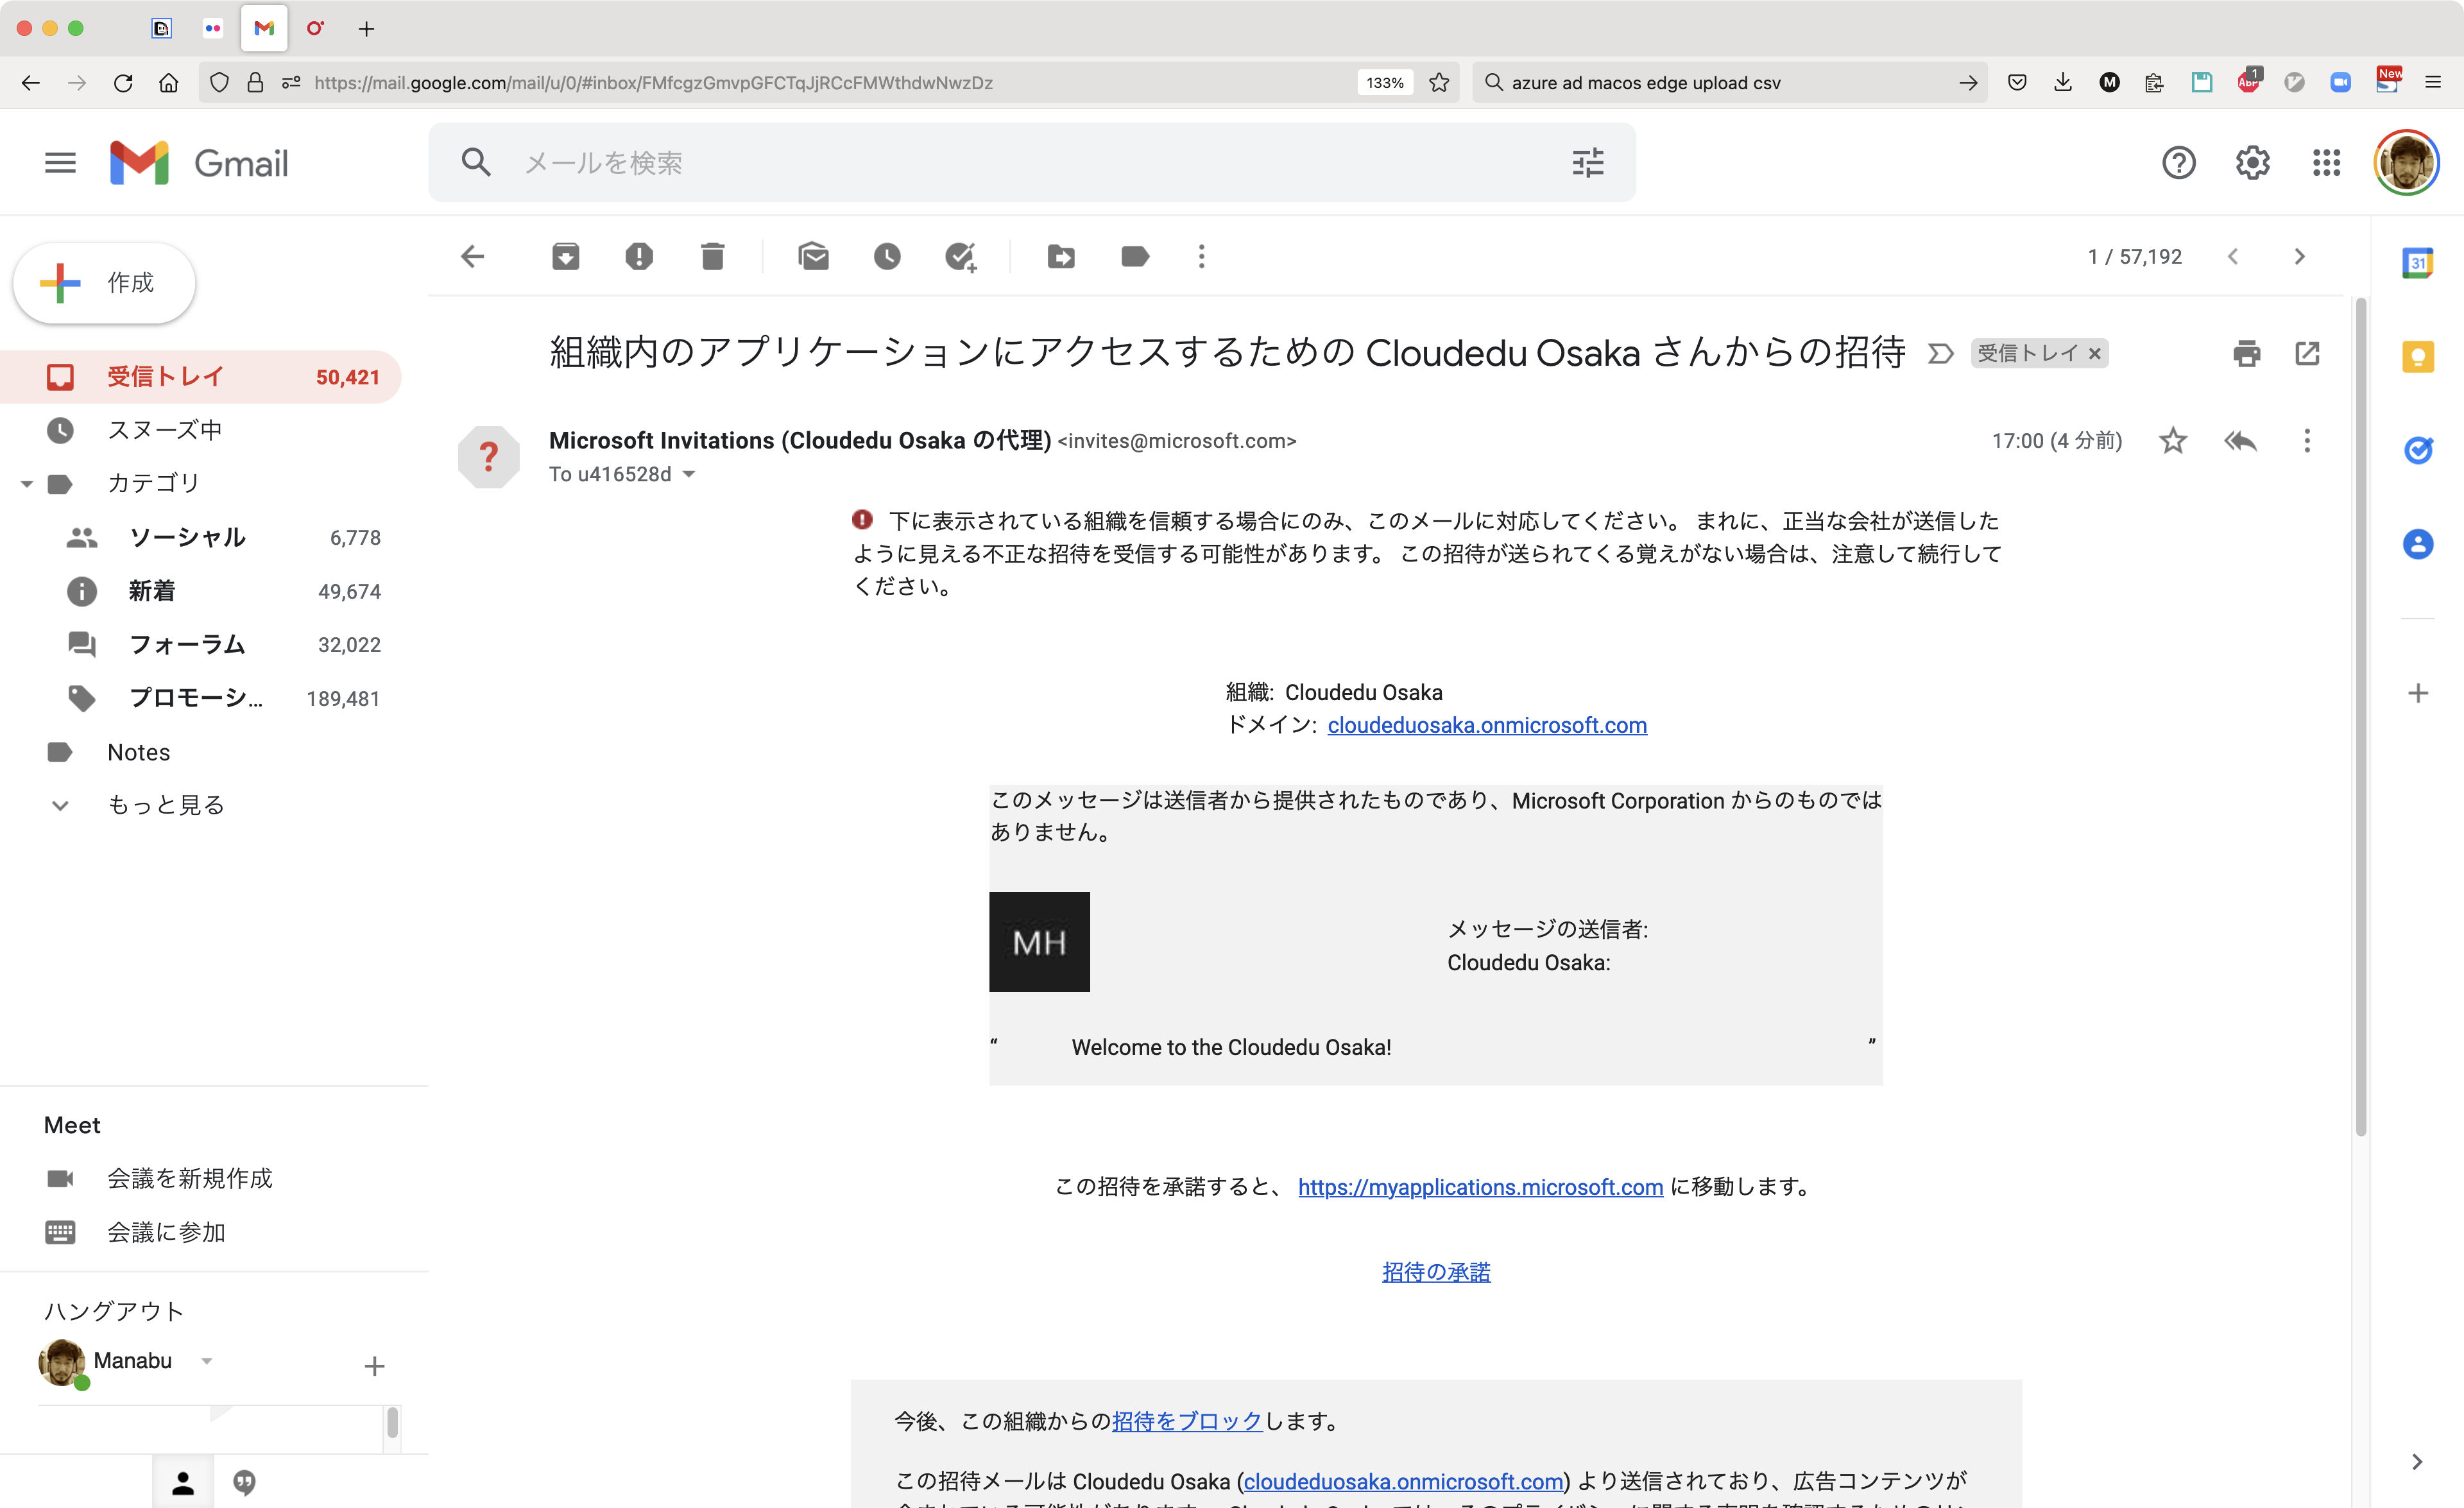 https://mail.google.com/mail/u/0/#inbox/FMfcgzGmvpGFCTqJjRCcFMWthdwNwzDz
133%
azure ad macos edge upload csv
M
ABP
1
New
Gmail
メールを検索
作成
1 / 57,192
31
受信トレイ 50,421
スヌーズ中
カテゴリ
ソーシャル 6,778
新着 49,674
フォーラム 32,022
プロモーシ... 189,481
Notes
もっと見る
Meet
会議を新規作成
会議に参加
ハングアウト
Manabu
組織内のアプリケーションにアクセスするための Cloudedu Osaka さんからの招待
受信トレイ ×
Microsoft Invitations (Cloudedu Osaka の代理) <invites@microsoft.com>
17:00 (4 分前)
To u416528d
下に表示されている組織を信頼する場合にのみ、このメールに対応してください。 まれに、正当な会社が送信した
ように見える不正な招待を受信する可能性があります。 この招待が送られてくる覚えがない場合は、注意して続行して
ください。
組織: Cloudedu Osaka
ドメイン: cloudeduosaka.onmicrosoft.com
このメッセージは送信者から提供されたものであり、Microsoft Corporation からのものでは
ありません。
MH
メッセージの送信者:
Cloudedu Osaka:
“ Welcome to the Cloudedu Osaka! ”
この招待を承諾すると、 https://myapplications.microsoft.com に移動します。
招待の承諾
今後、この組織からの招待をブロックします。
この招待メールは Cloudedu Osaka (cloudeduosaka.onmicrosoft.com) より送信されており、広告コンテンツが